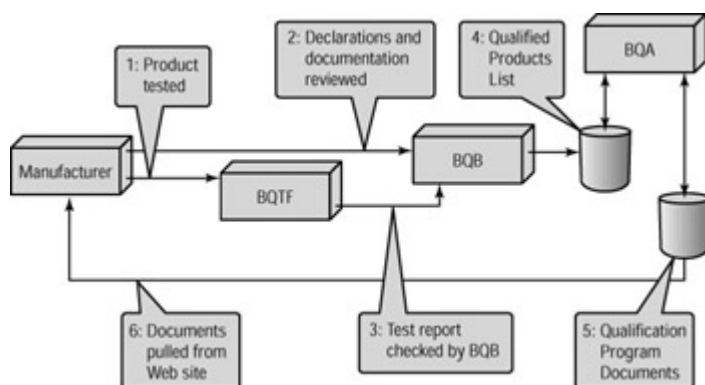 1: Product
tested
2: Declarations and
documentation
reviewed
4: Qualified
Products
List
BQA
Manufacturer
BQTF
BQB
6: Documents
pulled from
Web site
3: Test report
checked by BQB
5: Qualification
Program
Documents